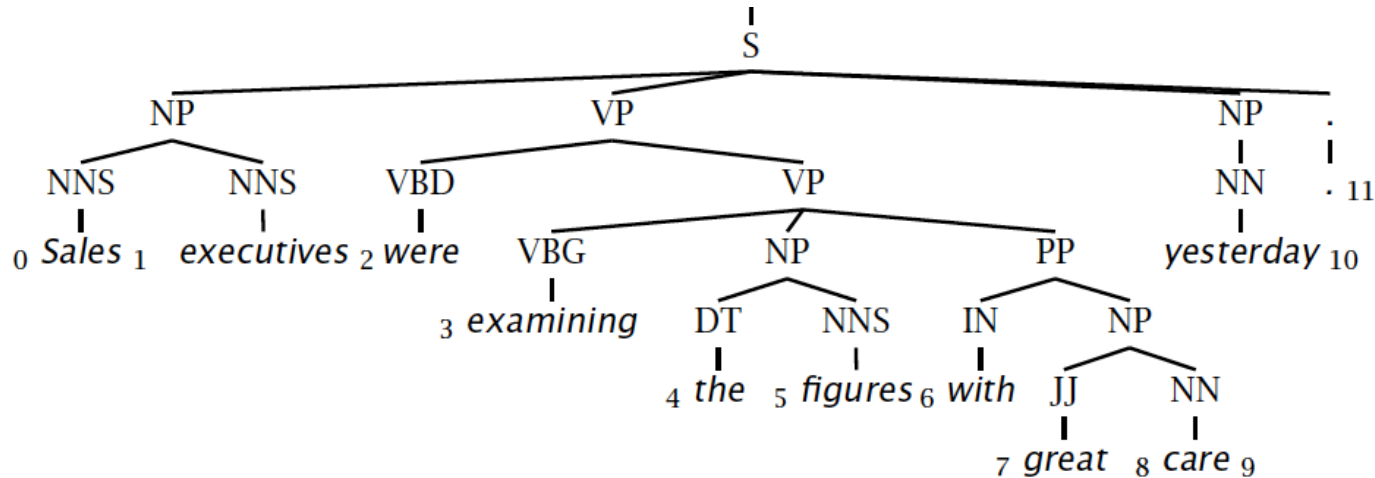 S
NP VP NP .
NNS NNS VBD VP NN . 11
0 Sales 1 executives 2 were VBG NP PP yesterday 10
3 examining DT NNS IN NP
4 the 5 figures 6 with JJ NN
7 great 8 care 9